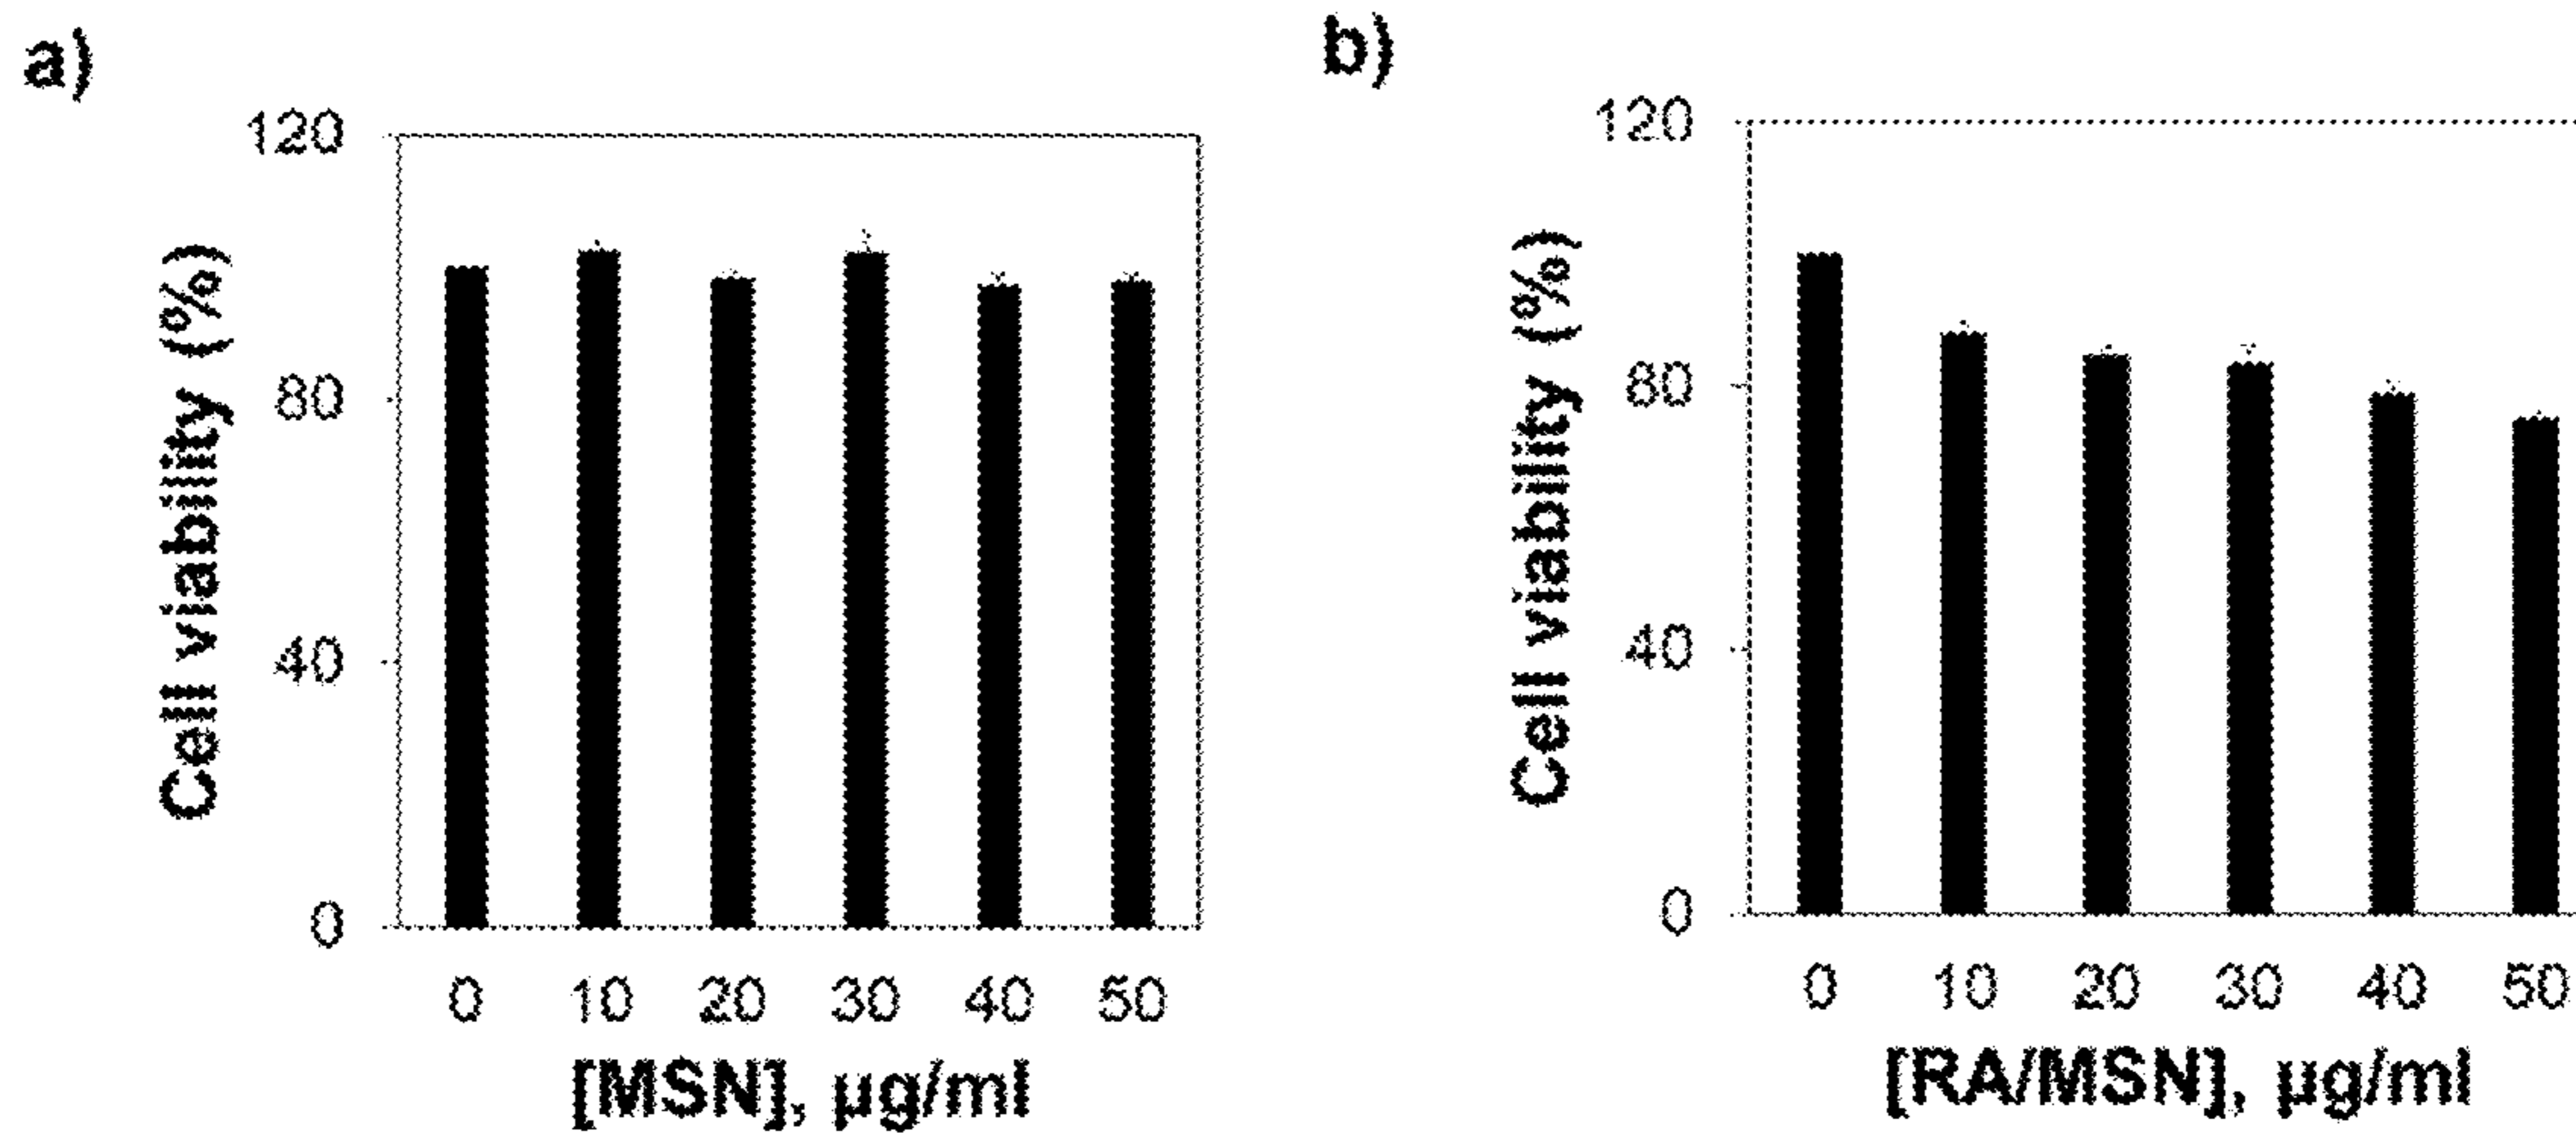 a)
120
80
40
0
Cell viability (%)
0 10 20 30 40 50
[MSN], µg/ml
b)
120
80
40
0
Cell viability (%)
0 10 20 30 40 50
[RA/MSN], µg/ml